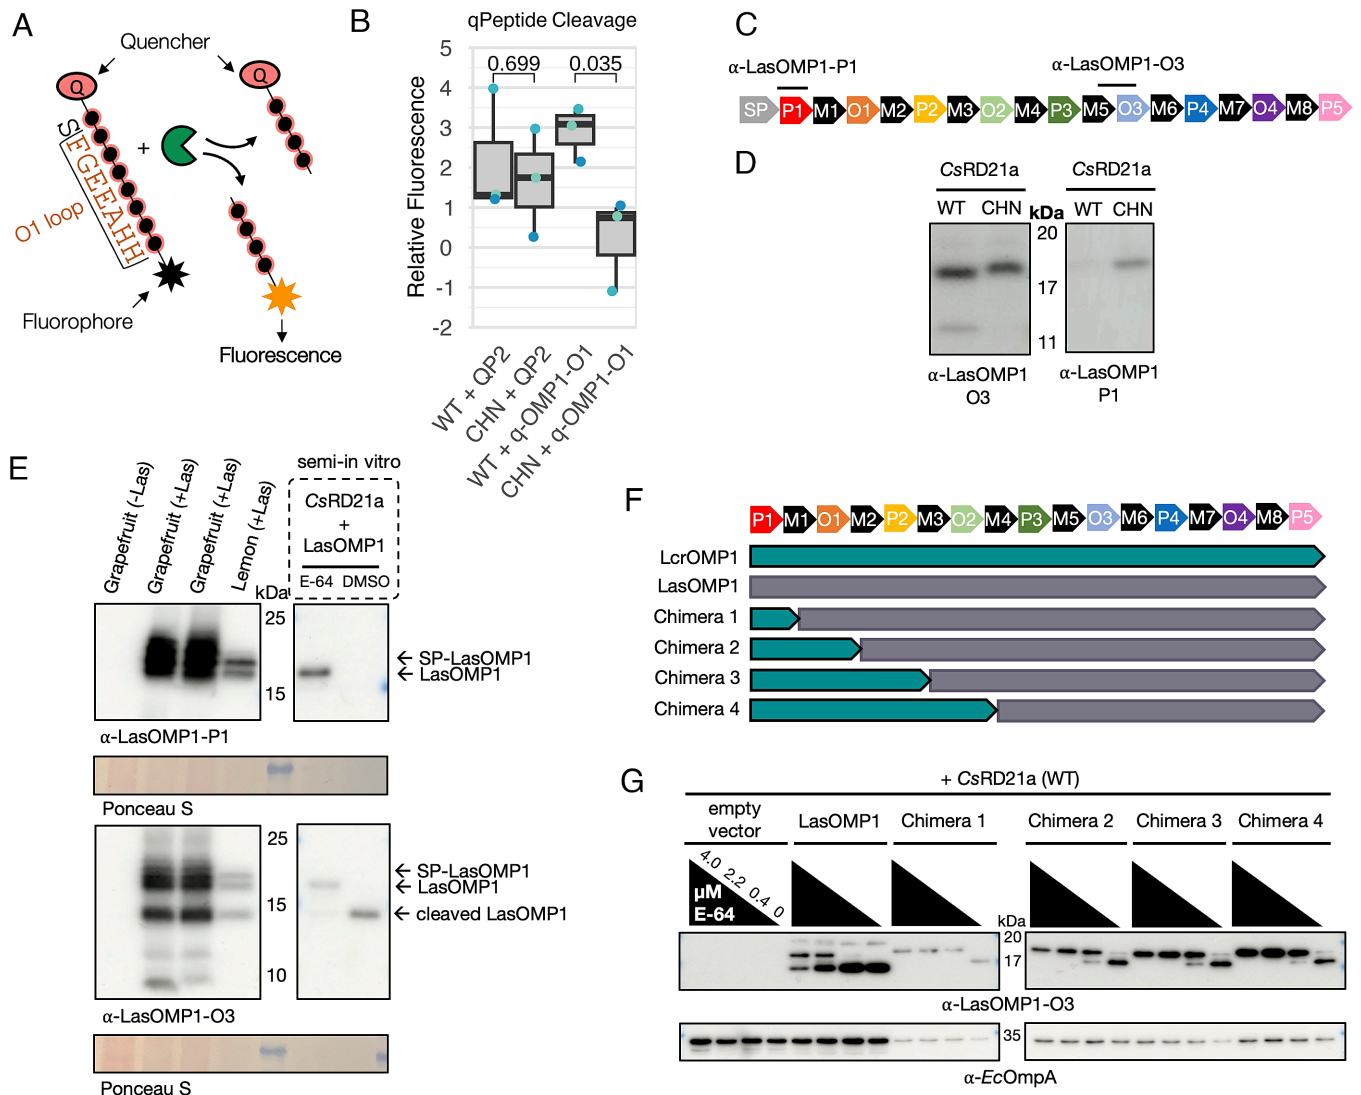 A
Quencher
Q
Q
+
SFGEEAHH
O1 loop
Fluorophore
Fluorescence
B
qPeptide Cleavage
0.699
0.035
Relative Fluorescence
5
4
3
2
1
0
-1
-2
WT + QP2
CHN + QP2
WT + q-OMP1-O1
CHN + q-OMP1-O1
C
α-LasOMP1-P1
α-LasOMP1-O3
SP P1 M1 O1 M2 P2 M3 O2 M4 P3 M5 O3 M6 P4 M7 O4 M8 P5
D
CsRD21a
CsRD21a
WT CHN kDa WT CHN
20
17
11
α-LasOMP1
O3
α-LasOMP1
P1
E
Grapefruit (-Las)
Grapefruit (+Las)
Grapefruit (+Las)
Lemon (+Las)
semi-in vitro
CsRD21a
+
LasOMP1
E-64 DMSO
kDa
25
15
← SP-LasOMP1
← LasOMP1
α-LasOMP1-P1
Ponceau S
25
15
10
← SP-LasOMP1
← LasOMP1
← cleaved LasOMP1
α-LasOMP1-O3
Ponceau S
F
P1 M1 O1 M2 P2 M3 O2 M4 P3 M5 O3 M6 P4 M7 O4 M8 P5
LcrOMP1
LasOMP1
Chimera 1
Chimera 2
Chimera 3
Chimera 4
G
+ CsRD21a (WT)
empty
vector
LasOMP1
Chimera 1
Chimera 2
Chimera 3
Chimera 4
4.0 2.2 0.4 0
µM
E-64
kDa
20
17
α-LasOMP1-O3
35
α-EcOmpA